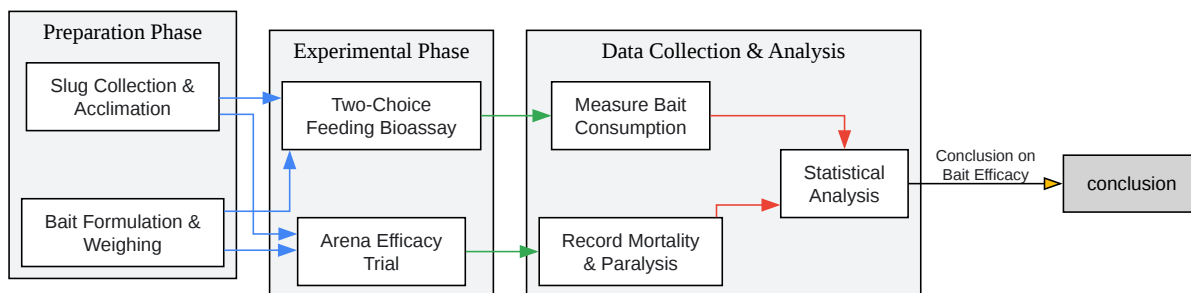 Preparation Phase
Slug Collection &
Acclimation
Bait Formulation &
Weighing
Experimental Phase
Two-Choice
Feeding Bioassay
Arena Efficacy
Trial
Data Collection & Analysis
Measure Bait
Consumption
Record Mortality
& Paralysis
Statistical
Analysis
Conclusion on
Bait Efficacy
conclusion